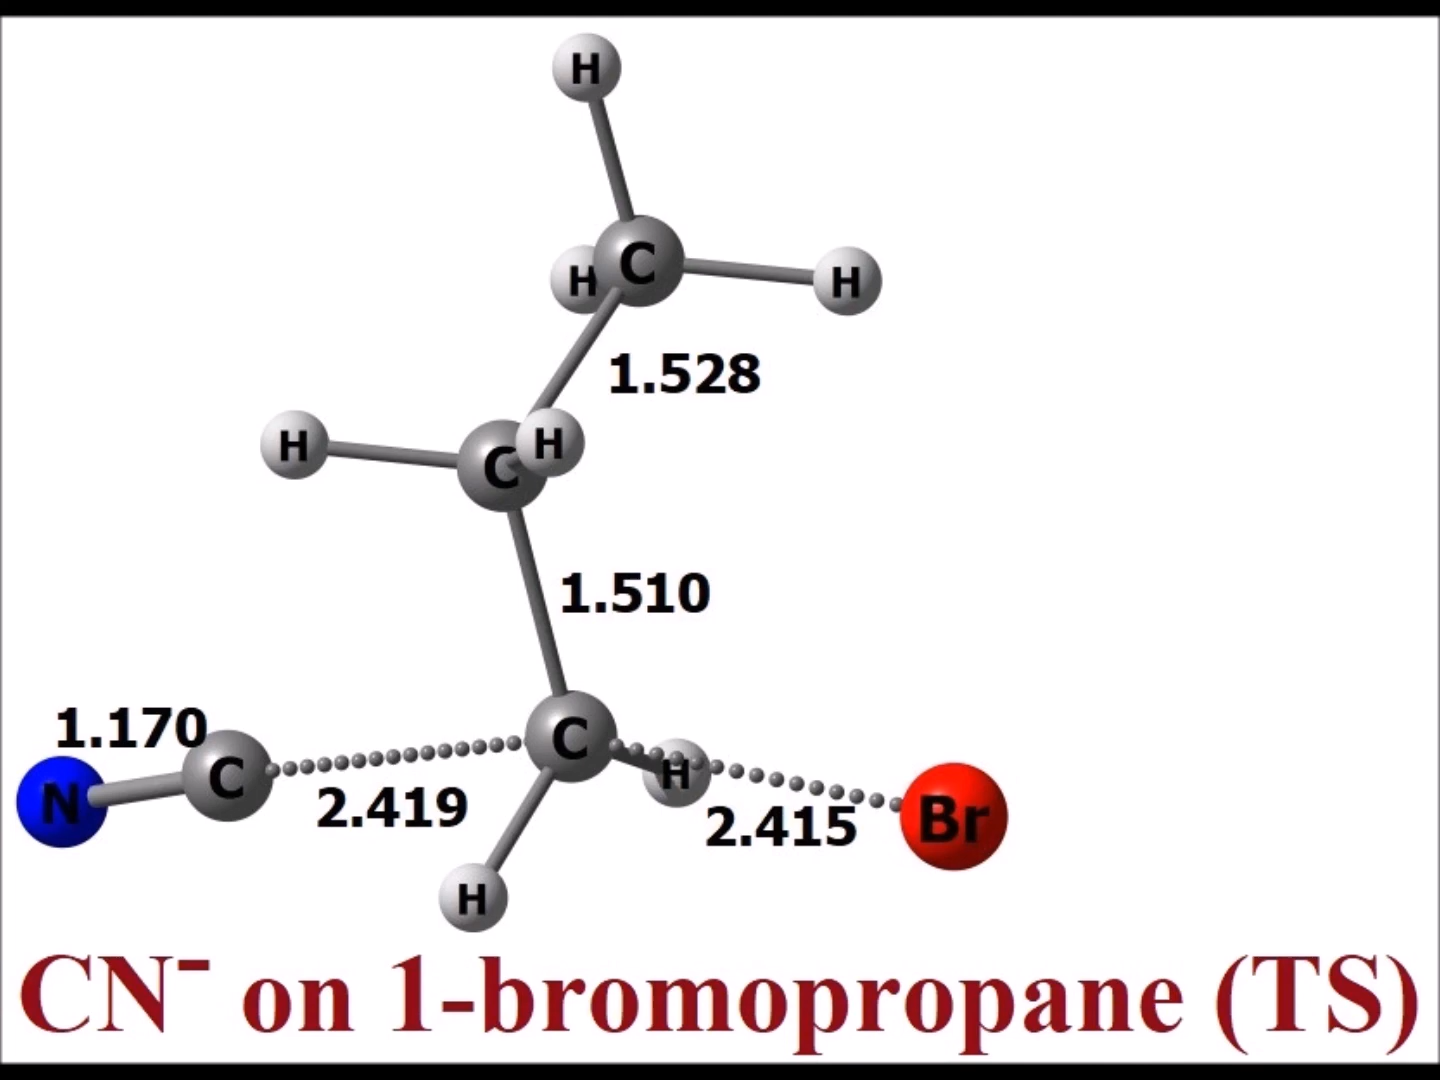 H
H C H
1.528
H C H
1.510
1.170
N C C H Br
2.419 2.415
H
CN⁻ on 1-bromopropane (TS)